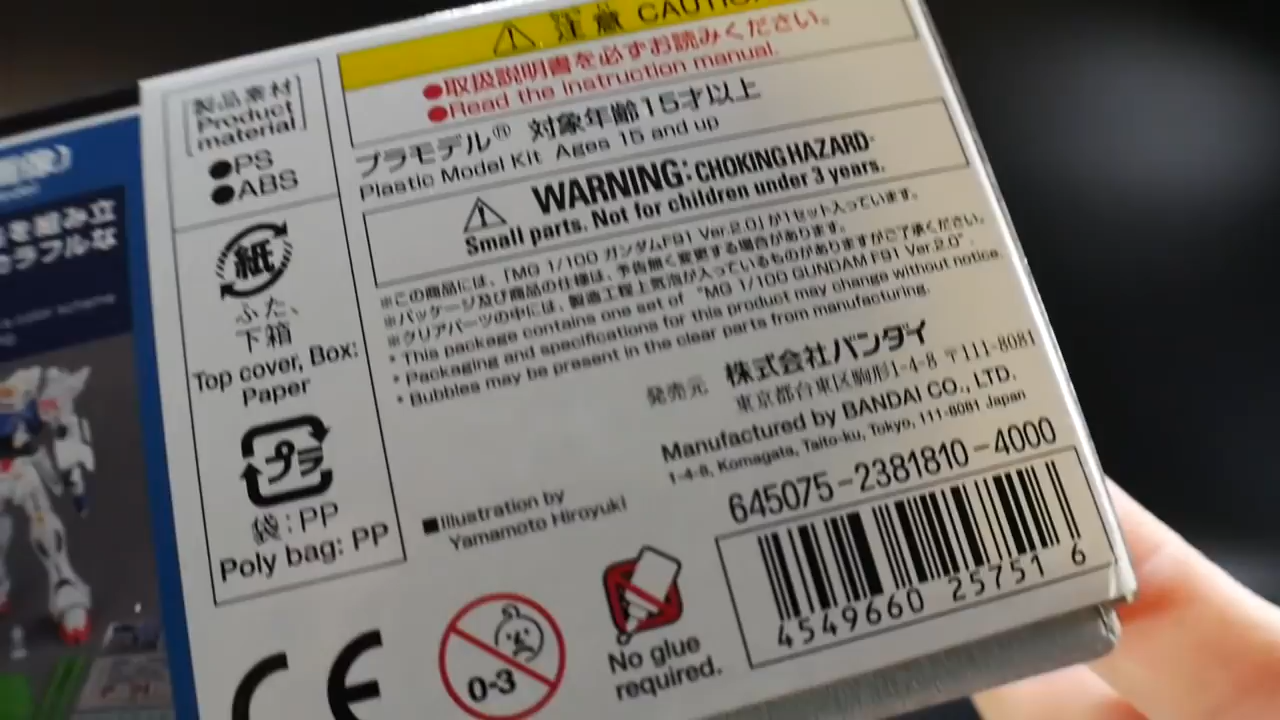 注意 CAUTION
●取扱説明書を必ずお読みください。
●Read the instruction manual.
プラモデル® 対象年齢15才以上
Plastic Model Kit Ages 15 and up
WARNING: CHOKING HAZARD-
Small parts. Not for children under 3 years.
※この商品には、「MG 1/100 ガンダムF91 Ver.2.0」が1セット入っています。
※パッケージ及び商品の仕様は、予告無く変更する場合があります。
※クリアパーツの中には、製造工程上気泡が入っているものがありますがご了承ください。
* This package contains one set of "MG 1/100 GUNDAM F91 Ver.2.0".
* Packaging and specifications for this product may change without notice.
* Bubbles may be present in the clear parts from manufacturing.
発売元 株式会社バンダイ
東京都台東区駒形1-4-8 〒111-8081
Manufactured by BANDAI CO., LTD.
1-4-8, Komagata, Taito-ku, Tokyo, 111-8081 Japan
645075-2381810-4000
4549660 25751 6
製品素材
Product
material
●PS
●ABS
紙
ふた、
下箱
Top cover, Box:
Paper
プラ
袋:PP
Poly bag: PP
■Illustration by
Yamamoto Hiroyuki
CE
0-3
No glue
required.
を組み立
カラフルな